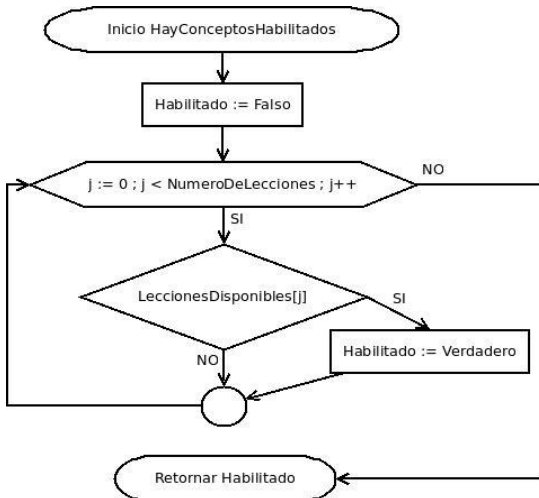 Inicio HayConceptosHabilitados
Habilitado := Falso
j := 0 ; j < NumeroDeLecciones ; j++
NO
SI
LeccionesDisponibles[j]
SI
Habilitado := Verdadero
NO
Retornar Habilitado